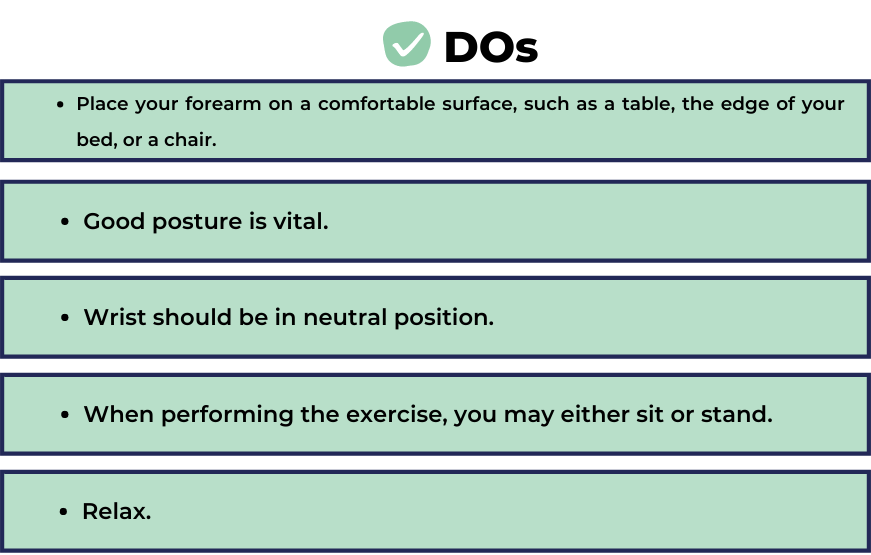 DOs
• Place your forearm on a comfortable surface, such as a table, the edge of your
bed, or a chair.
• Good posture is vital.
• Wrist should be in neutral position.
• When performing the exercise, you may either sit or stand.
• Relax.